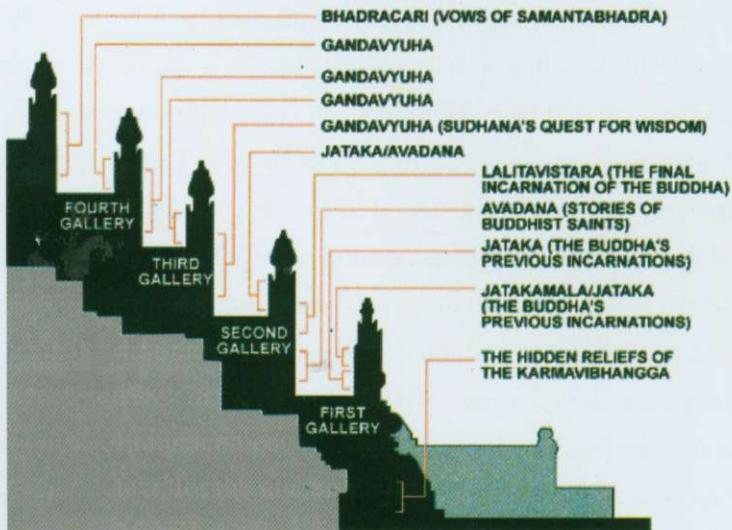 BHADRACARI (VOWS OF SAMANTABHADRA)
GANDAVYUHA
GANDAVYUHA
GANDAVYUHA
GANDAVYUHA (SUDHANA'S QUEST FOR WISDOM)
JATAKA/AVADANA
LALITAVISTARA (THE FINAL
INCARNATION OF THE BUDDHA)
AVADANA (STORIES OF
BUDDHIST SAINTS)
JATAKA (THE BUDDHA'S
PREVIOUS INCARNATIONS)
JATAKAMALA/JATAKA
(THE BUDDHA'S
PREVIOUS INCARNATIONS)
THE HIDDEN RELIEFS OF
THE KARMAVIBHANGGA
FOURTH
GALLERY
THIRD
GALLERY
SECOND
GALLERY
FIRST
GALLERY